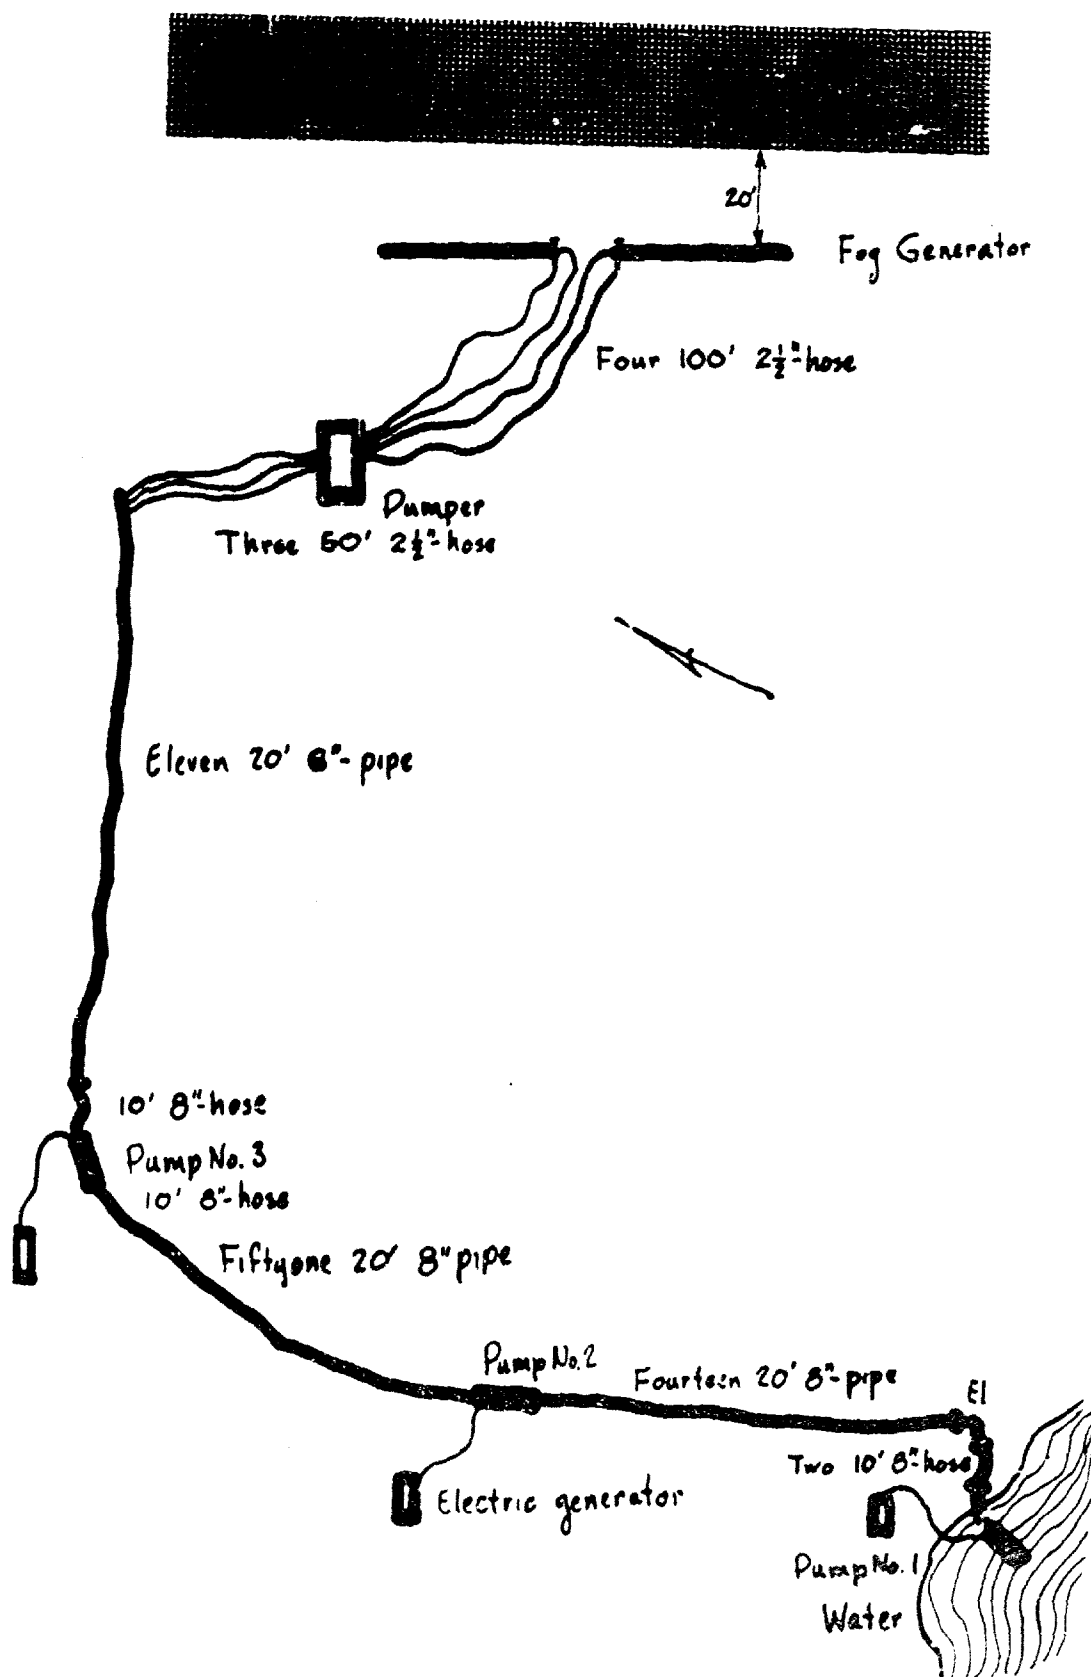 20'
Fog Generator
Four 100' 2½"-hose
Pumper
Three 50' 2½"-hose
Eleven 20' 6"-pipe
10' 8"-hose
Pump No. 3
10' 8"-hose
Fiftyone 20' 8" pipe
Pump No. 2
Fourteen 20' 8"-pipe
El
Two 10' 8"-hose
Electric generator
Pump No. 1
Water